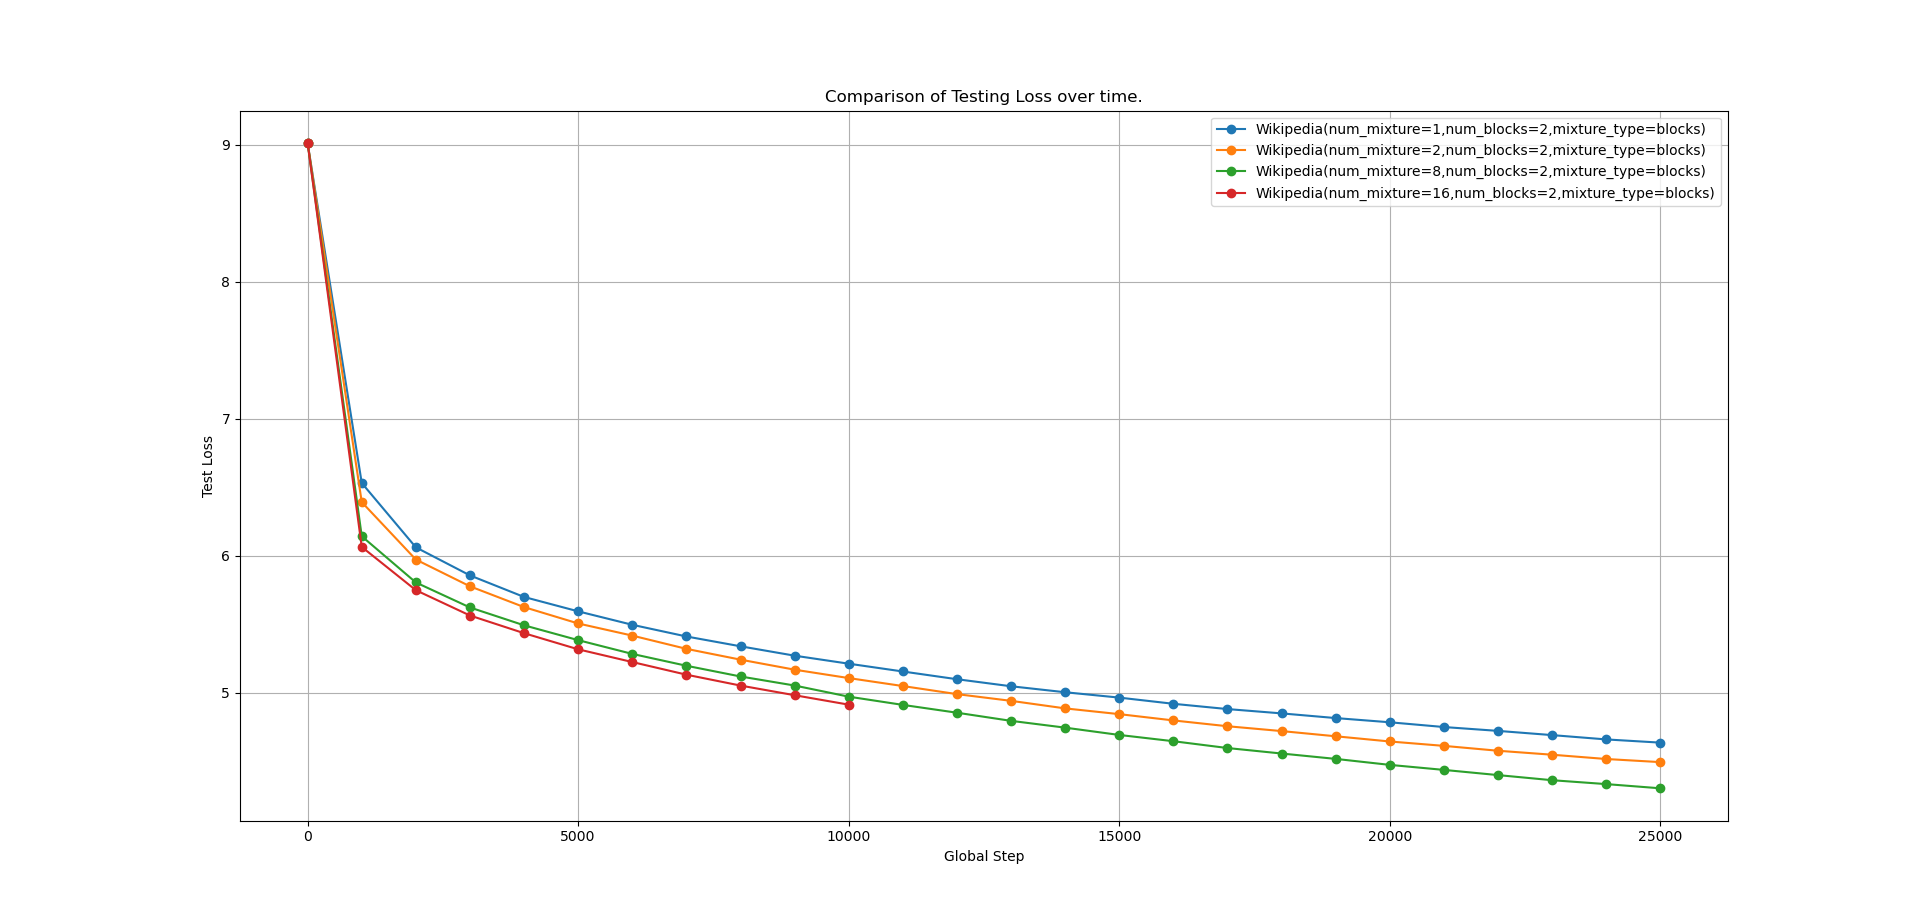 Comparison of Testing Loss over time.
Wikipedia(num_mixture=1,num_blocks=2,mixture_type=blocks)
Wikipedia(num_mixture=2,num_blocks=2,mixture_type=blocks)
Wikipedia(num_mixture=8,num_blocks=2,mixture_type=blocks)
Wikipedia(num_mixture=16,num_blocks=2,mixture_type=blocks)
9
8
7
6
5
Test Loss
0 5000 10000 15000 20000 25000
Global Step